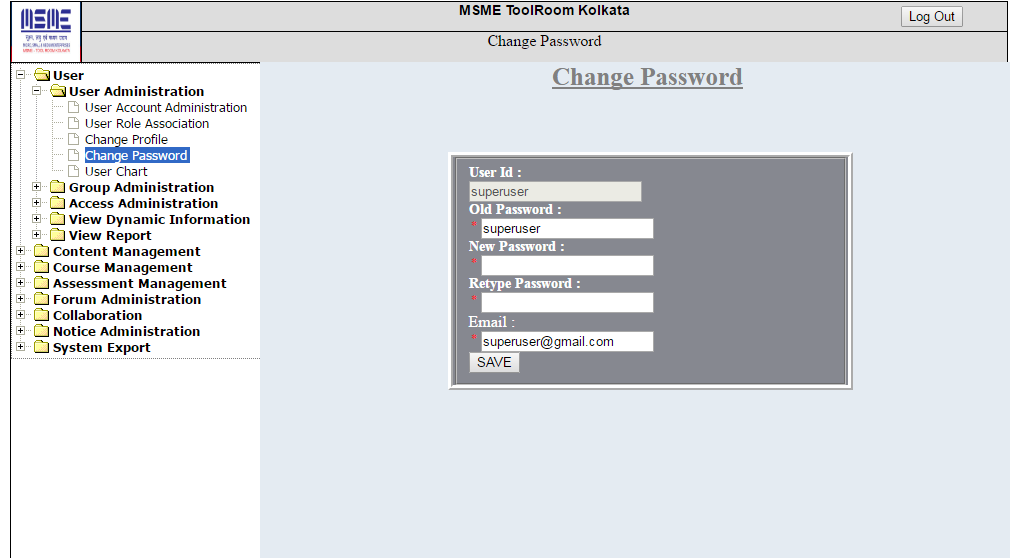 MSME
MSME ToolRoom Kolkata
Log Out
Change Password
User
User Administration
User Account Administration
User Role Association
Change Profile
Change Password
User Chart
Group Administration
Access Administration
View Dynamic Information
View Report
Content Management
Course Management
Assessment Management
Forum Administration
Collaboration
Notice Administration
System Export
Change Password
User Id :
superuser
Old Password :
* superuser
New Password :
*
Retype Password :
*
Email :
* superuser@gmail.com
SAVE